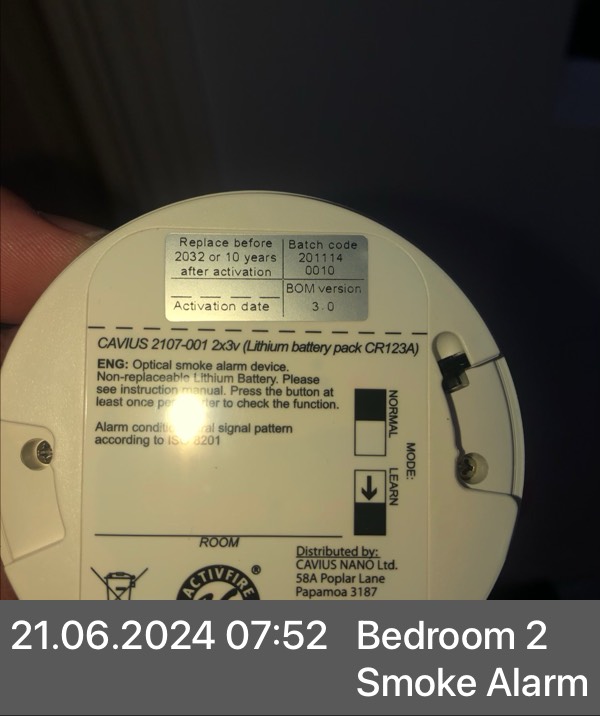 Replace before
2032 or 10 years
after activation
Activation date
Batch code
201114
0010
BOM version
3.0
CAVIUS 2107-001 2x3v (Lithium battery pack CR123A)
ENG: Optical smoke alarm device.
Non-replaceable Lithium Battery. Please
see instruction manual. Press the button at
least once to check the function.
Alarm signal pattern
according to 8201
NORMAL
MODE:
LEARN
ROOM
ACTIVFIRE ®
Distributed by:
CAVIUS NANO Ltd.
58A Poplar Lane
Papamoa 3187
21.06.2024 07:52 Bedroom 2
Smoke Alarm